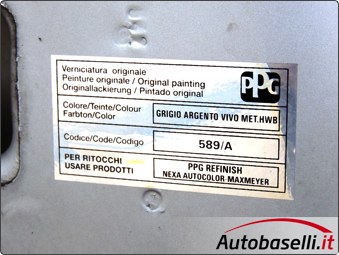 Verniciatura originale
Peinture originale / Original painting
Originallackierung / Pintado original
PPG
Colore/Teinte/Colour
Farbton/Color
GRIGIO ARGENTO VIVO MET.HWB
Códice/Code/Codigo
589/A
PER RITOCCHI
USARE PRODOTTI
PPG REFINISH
NEXA AUTOCOLOR-MAXMEYER
Autobaselli.it